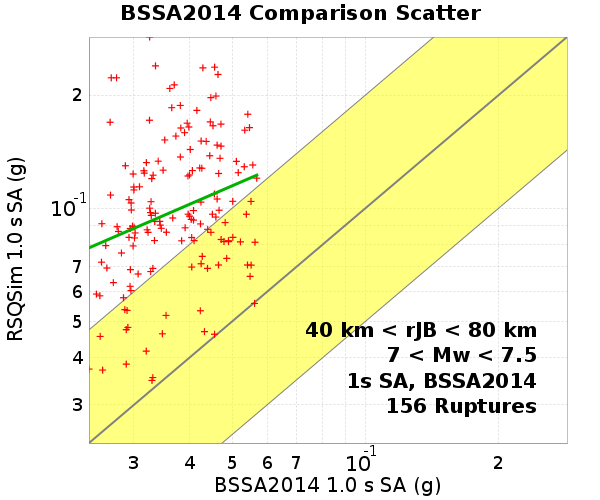 BSSA2014 Comparison Scatter
RSQSim 1.0 s SA (g)
2
10^-1
7
6
5
4
3
40 km < rJB < 80 km
7 < Mw < 7.5
1s SA, BSSA2014
156 Ruptures
3 4 5 6 7 10^-1 2
BSSA2014 1.0 s SA (g)